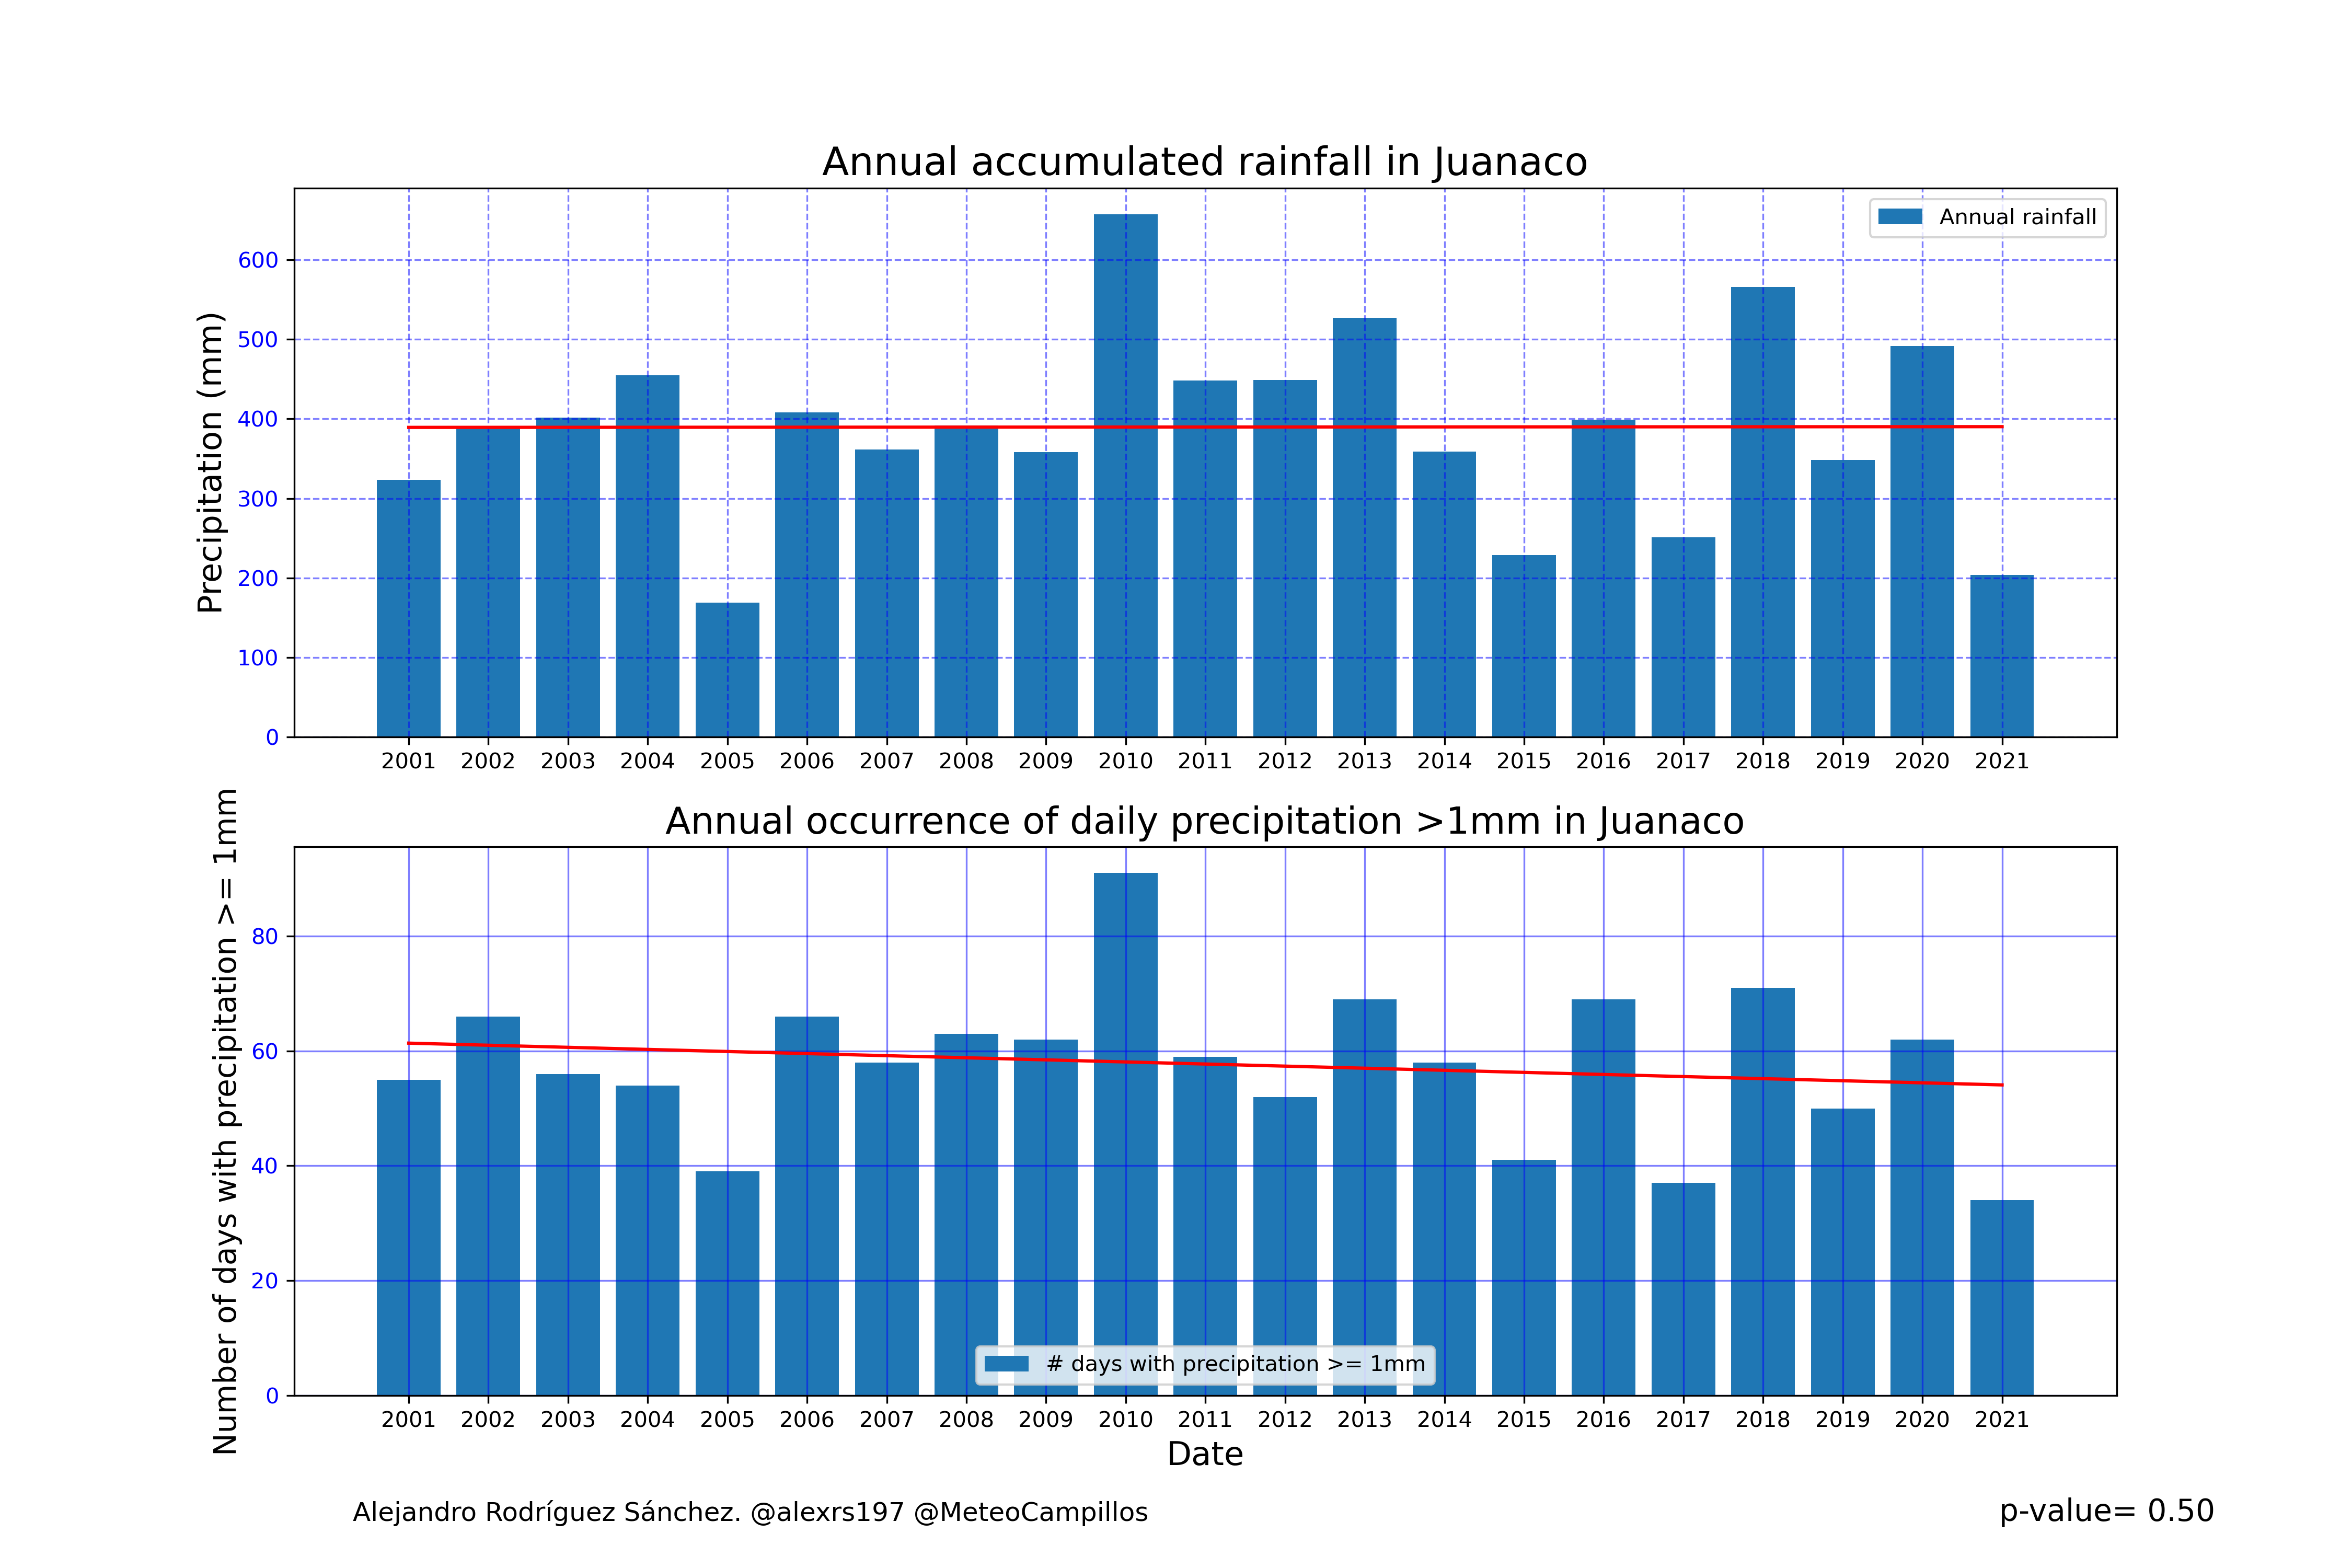 Annual accumulated rainfall in Juanaco
Precipitation (mm)
600
500
400
300
200
100
0
Annual rainfall
2001 2002 2003 2004 2005 2006 2007 2008 2009 2010 2011 2012 2013 2014 2015 2016 2017 2018 2019 2020 2021
Annual occurrence of daily precipitation >1mm in Juanaco
Number of days with precipitation >= 1mm
80
60
40
20
0
# days with precipitation >= 1mm
2001 2002 2003 2004 2005 2006 2007 2008 2009 2010 2011 2012 2013 2014 2015 2016 2017 2018 2019 2020 2021
Date
Alejandro Rodríguez Sánchez. @alexrs197 @MeteoCampillos
p-value= 0.50